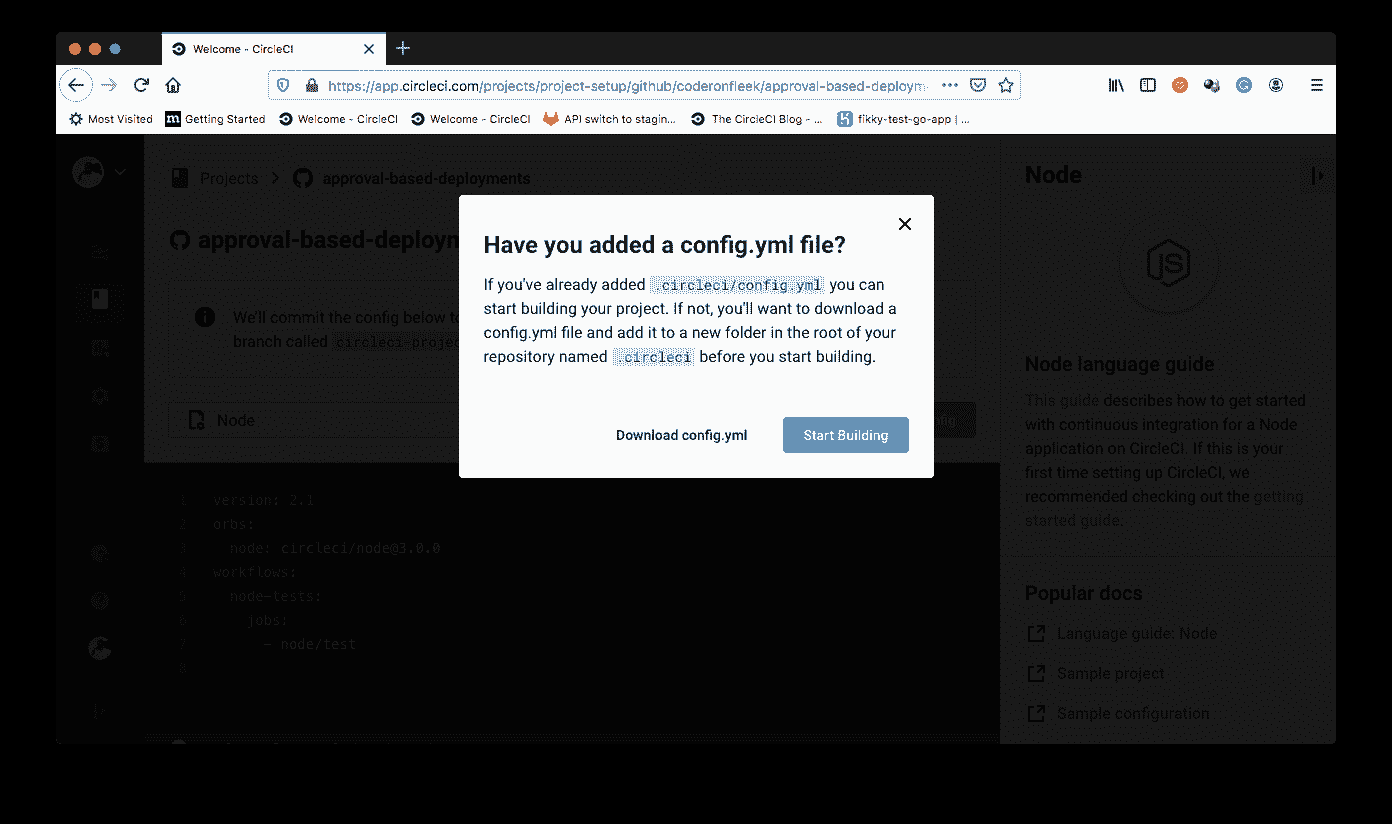 Welcome - CircleCI
https://app.circleci.com/projects/project-setup/github/coderonfleek/approval-based-deploym
Most Visited
Getting Started
Welcome - CircleCI
Welcome - CircleCI
API switch to stagin...
The CircleCI Blog - ...
fikky-test-go-app | ...
Projects
approval-based-deployments
approval-based-deployn
We'll commit the config below to
branch called circleci-projec
Node
Have you added a config.yml file?
If you've already added .circleci/config.yml you can
start building your project. If not, you'll want to download a
config.yml file and add it to a new folder in the root of your
repository named .circleci before you start building.
Download config.yml
Start Building
1 version: 2.1
2 orbs:
3 node: circleci/node@3.0.0
4 workflows:
5 node-tests:
6 jobs:
7 - node/test
8
Node
JS
Node language guide
This guide describes how to get started
with continuous integration for a Node
application on CircleCI. If this is your
first time setting up CircleCI, we
recommended checking out the getting
started guide.
Popular docs
Language guide: Node
Sample project
Sample configuration